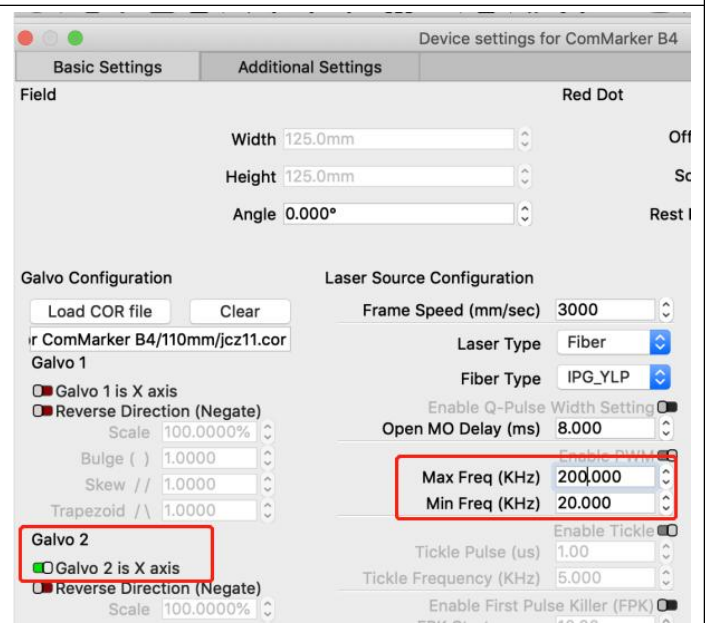 Device settings for ComMarker B4
Basic Settings
Additional Settings
Field
Red Dot
Width 125.0mm
Off
Height 125.0mm
Sc
Angle 0.000°
Rest
Galvo Configuration
Laser Source Configuration
Load COR file
Clear
Frame Speed (mm/sec) 3000
r ComMarker B4/110mm/jcz11.cor
Laser Type Fiber
Galvo 1
Fiber Type IPG_YLP
Galvo 1 is X axis
Enable Q-Pulse Width Setting
Reverse Direction (Negate)
Open MO Delay (ms) 8.000
Scale 100.0000%
Enable PWM
Bulge ( ) 1.0000
Max Freq (KHz) 200.000
Skew / / 1.0000
Min Freq (KHz) 20.000
Trapezoid / \ 1.0000
Enable Tickle
Galvo 2
Tickle Pulse (us) 1.00
Galvo 2 is X axis
Tickle Frequency (KHz) 5.000
Reverse Direction (Negate)
Enable First Pulse Killer (FPK)
Scale 100.0000%